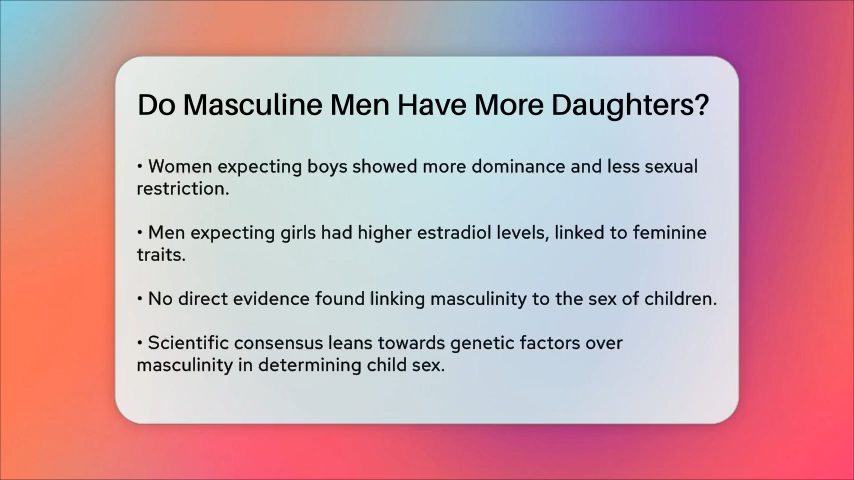 Do Masculine Men Have More Daughters?
• Women expecting boys showed more dominance and less sexual
restriction.
• Men expecting girls had higher estradiol levels, linked to feminine
traits.
• No direct evidence found linking masculinity to the sex of children.
• Scientific consensus leans towards genetic factors over
masculinity in determining child sex.